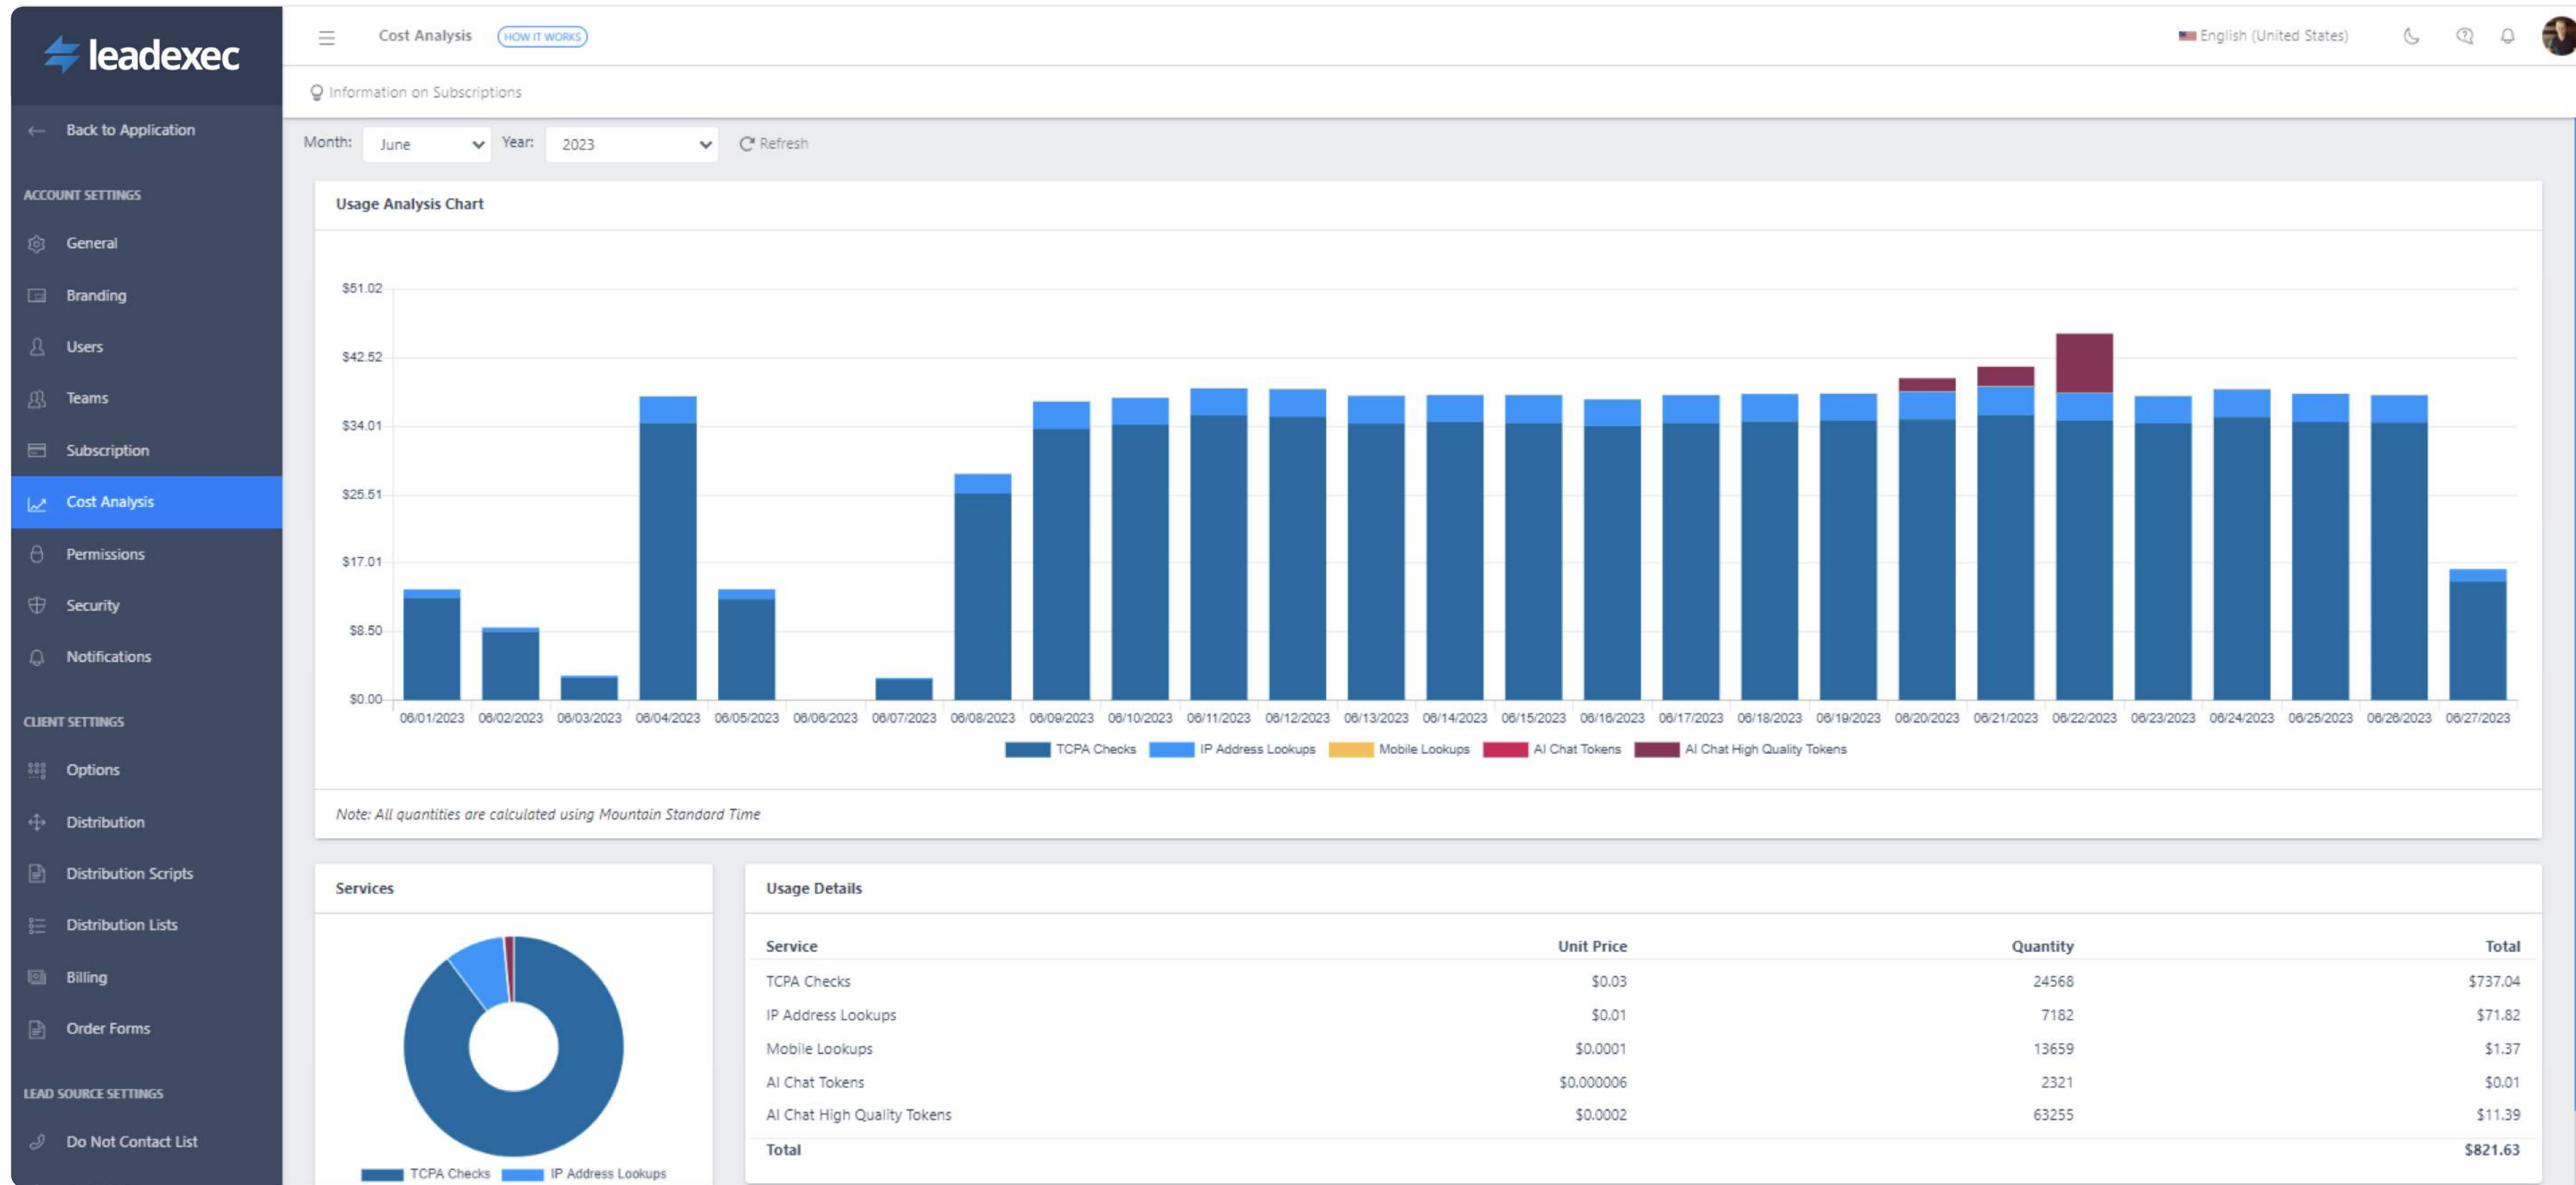 leadexec
Cost Analysis HOW IT WORKS English (United States)
Information on Subscriptions
Back to Application
Month: June Year: 2023 Refresh
ACCOUNT SETTINGS
General
Branding
Users
Teams
Subscription
Cost Analysis
Permissions
Security
Notifications
CLIENT SETTINGS
Options
Distribution
Distribution Scripts
Distribution Lists
Billing
Order Forms
LEAD SOURCE SETTINGS
Do Not Contact List
Usage Analysis Chart
$51.02
$42.52
$34.01
$25.51
$17.01
$8.50
$0.00
06/01/2023 06/02/2023 06/03/2023 06/04/2023 06/05/2023 06/06/2023 06/07/2023 06/08/2023 06/09/2023 06/10/2023 06/11/2023 06/12/2023 06/13/2023 06/14/2023 06/15/2023 06/16/2023 06/17/2023 06/18/2023 06/19/2023 06/20/2023 06/21/2023 06/22/2023 06/23/2023 06/24/2023 06/25/2023 06/26/2023 06/27/2023
TCPA Checks IP Address Lookups Mobile Lookups AI Chat Tokens AI Chat High Quality Tokens
Note: All quantities are calculated using Mountain Standard Time
Services
TCPA Checks IP Address Lookups
Usage Details
Service Unit Price Quantity Total
TCPA Checks $0.03 24568 $737.04
IP Address Lookups $0.01 7182 $71.82
Mobile Lookups $0.0001 13659 $1.37
AI Chat Tokens $0.000006 2321 $0.01
AI Chat High Quality Tokens $0.0002 63255 $11.39
Total $821.63